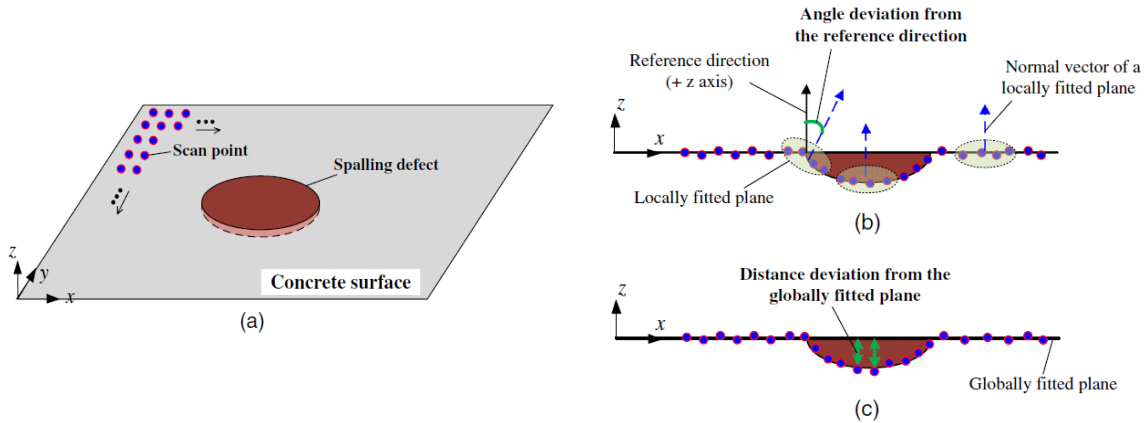 Scan point
Spalling defect
z
y
x
Concrete surface
(a)
Angle deviation from
the reference direction
Reference direction
(+ z axis)
Normal vector of a
locally fitted plane
z
x
Locally fitted plane
(b)
Distance deviation from the
globally fitted plane
z
x
Globally fitted plane
(c)